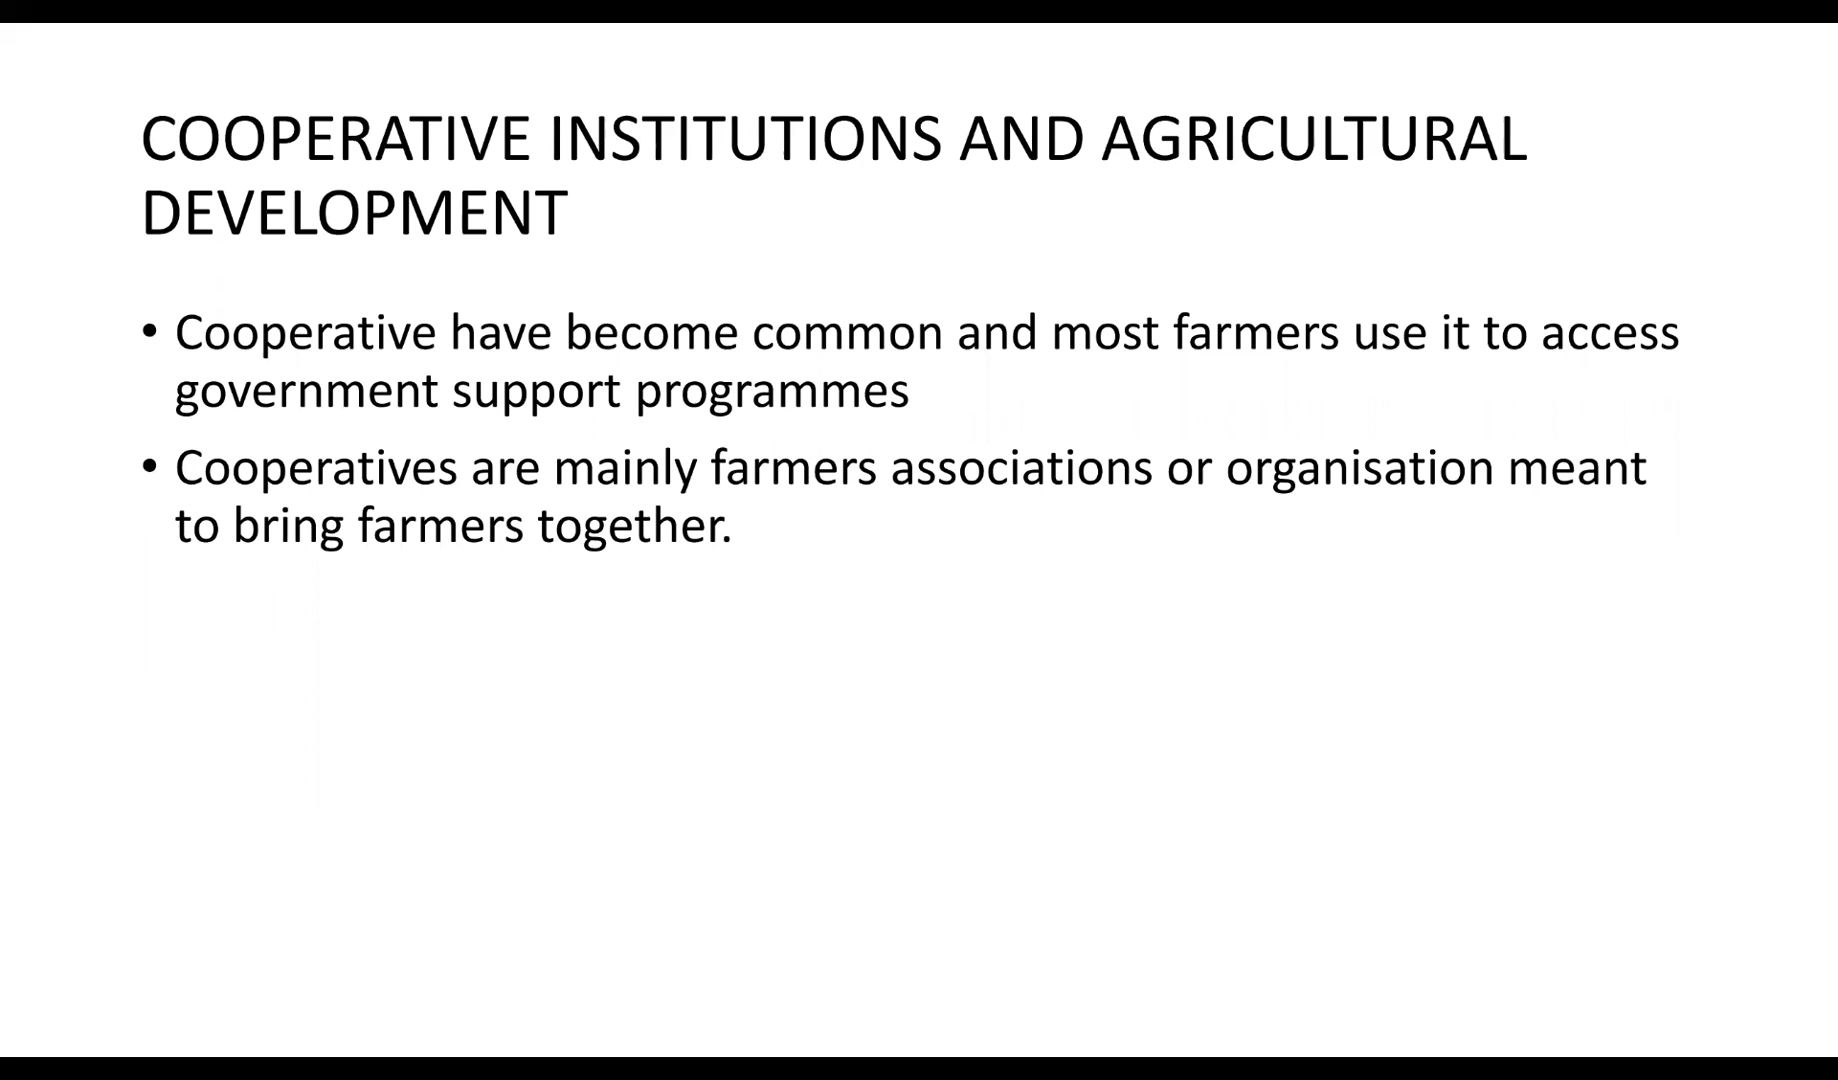 COOPERATIVE INSTITUTIONS AND AGRICULTURAL
DEVELOPMENT
• Cooperative have become common and most farmers use it to access
government support programmes
• Cooperatives are mainly farmers associations or organisation meant
to bring farmers together.